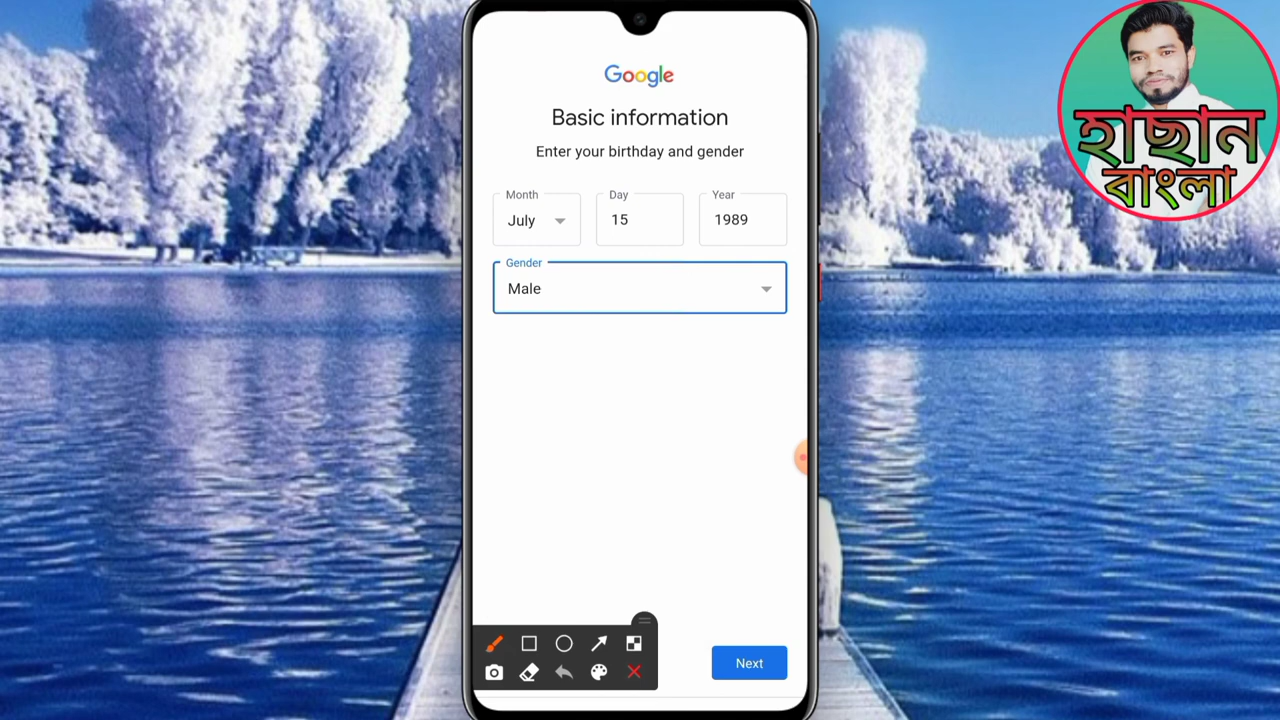 Google
Basic information
Enter your birthday and gender
Month
July
Day
15
Year
1989
Gender
Male
Next
হাছান
বাংলা